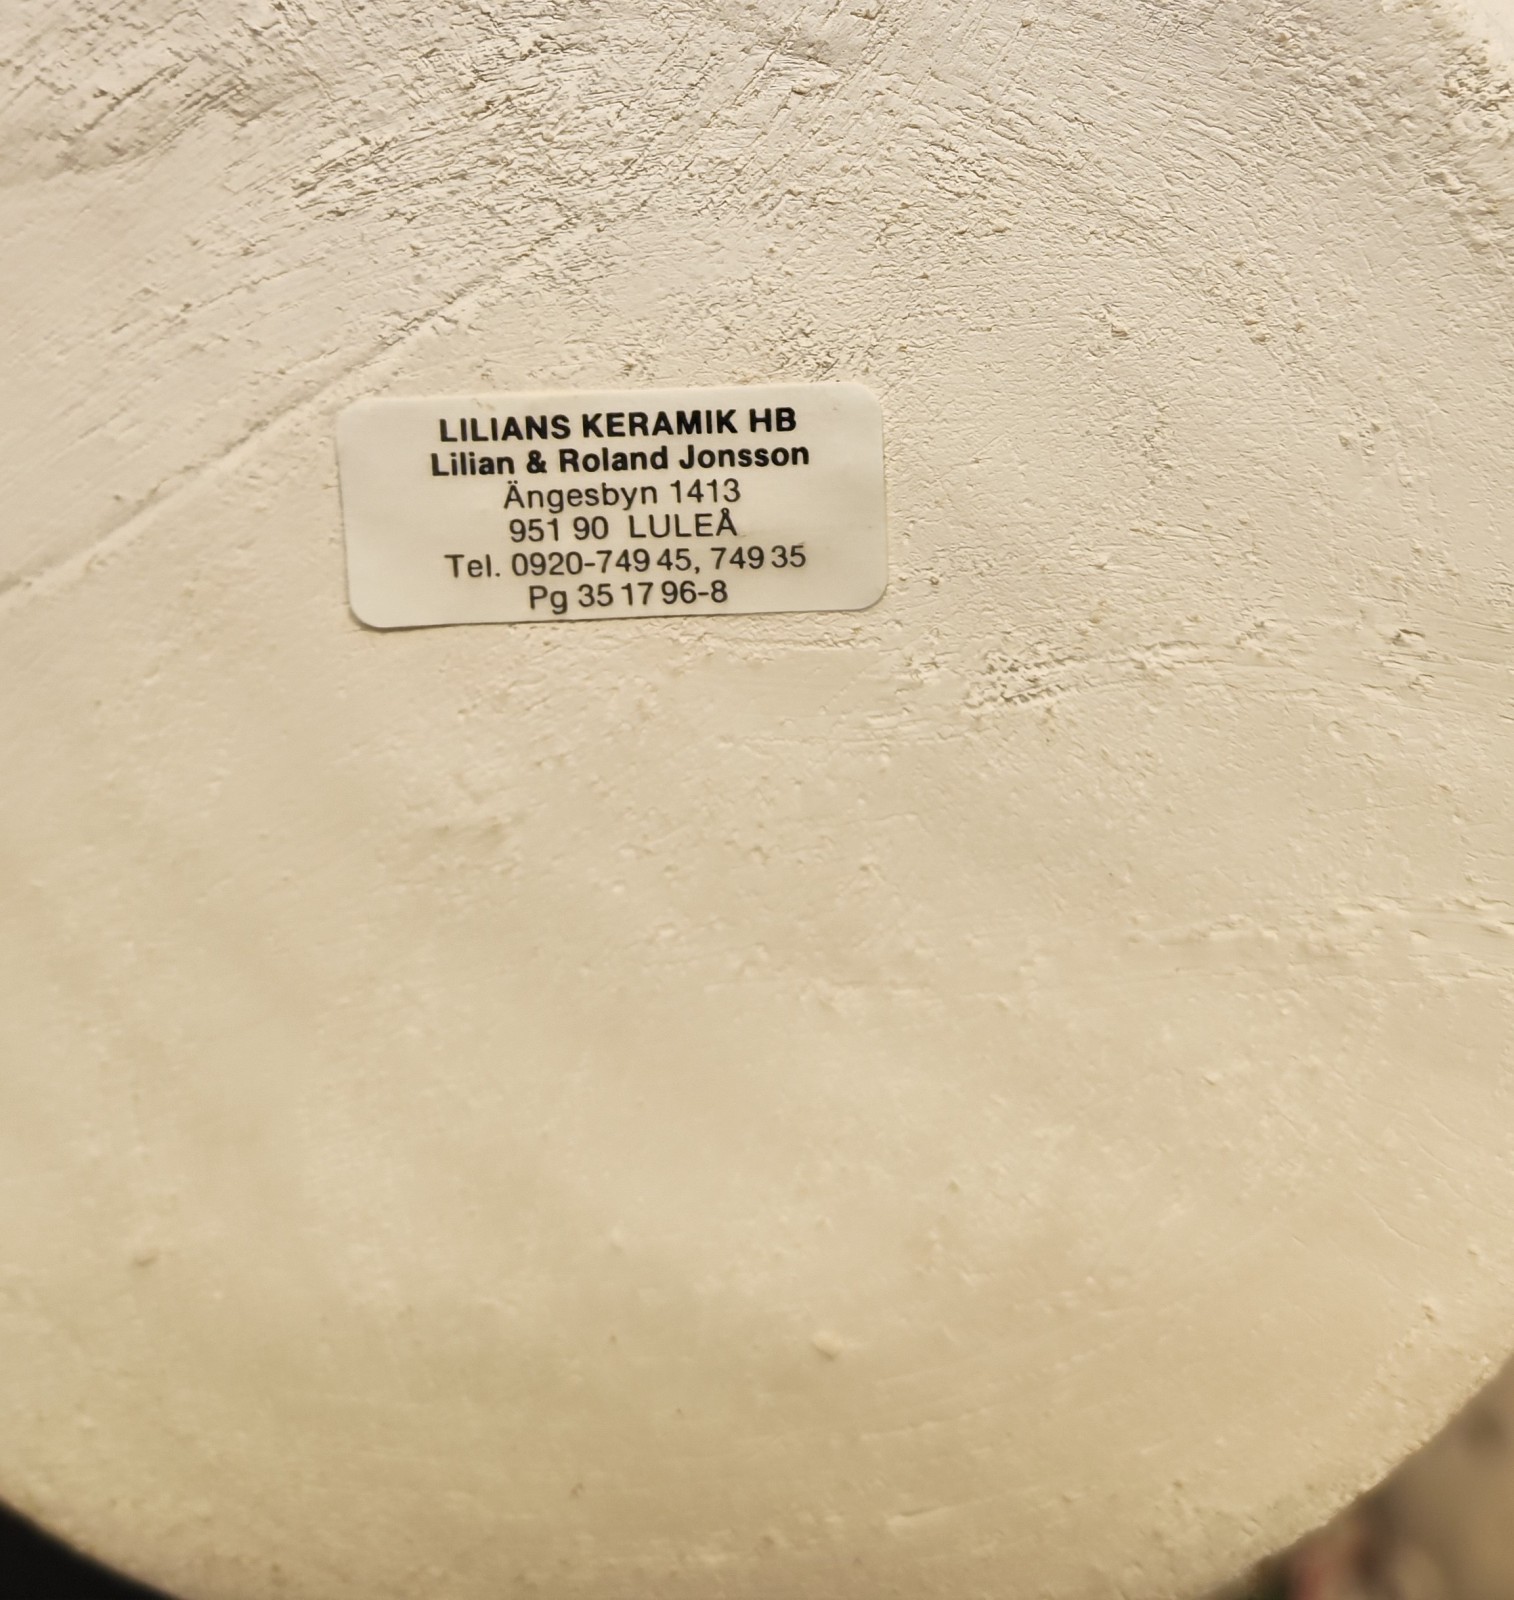 LILIANS KERAMIK HB
Lilian & Roland Jonsson
Ängesbyn 1413
951 90 LULEÅ
Tel. 0920-749 45, 749 35
Pg 35 17 96-8